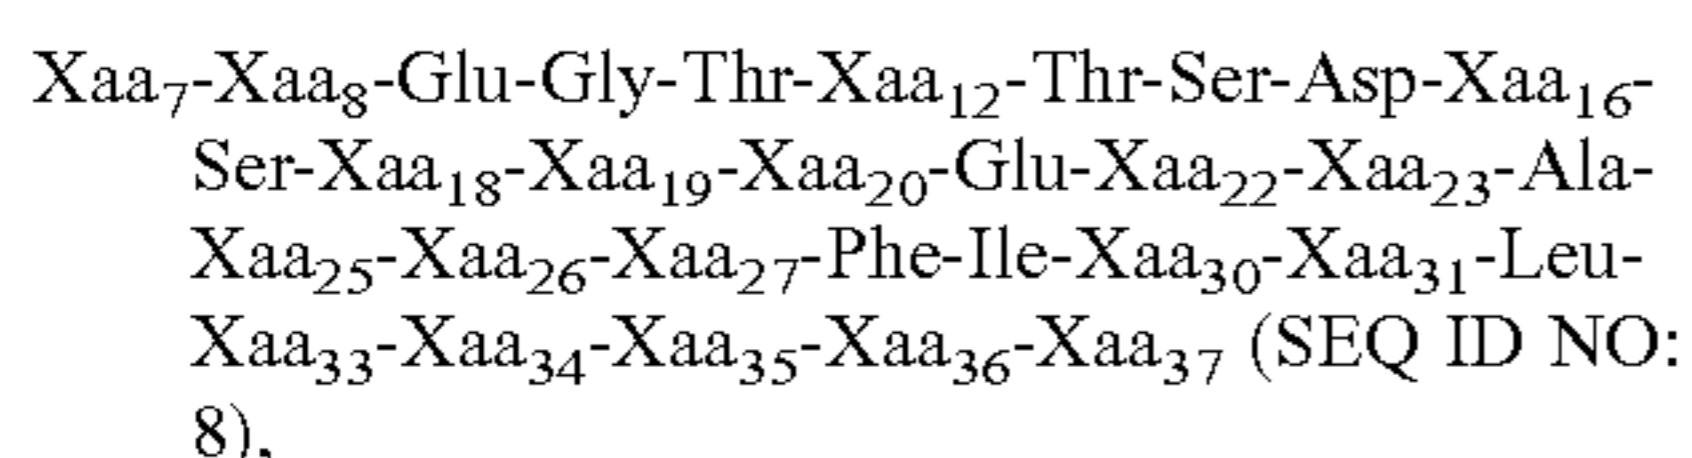 Xaa₇-Xaa₈-Glu-Gly-Thr-Xaa₁₂-Thr-Ser-Asp-Xaa₁₆-
Ser-Xaa₁₈-Xaa₁₉-Xaa₂₀-Glu-Xaa₂₂-Xaa₂₃-Ala-
Xaa₂₅-Xaa₂₆-Xaa₂₇-Phe-Ile-Xaa₃₀-Xaa₃₁-Leu-
Xaa₃₃-Xaa₃₄-Xaa₃₅-Xaa₃₆-Xaa₃₇ (SEQ ID NO:
8),